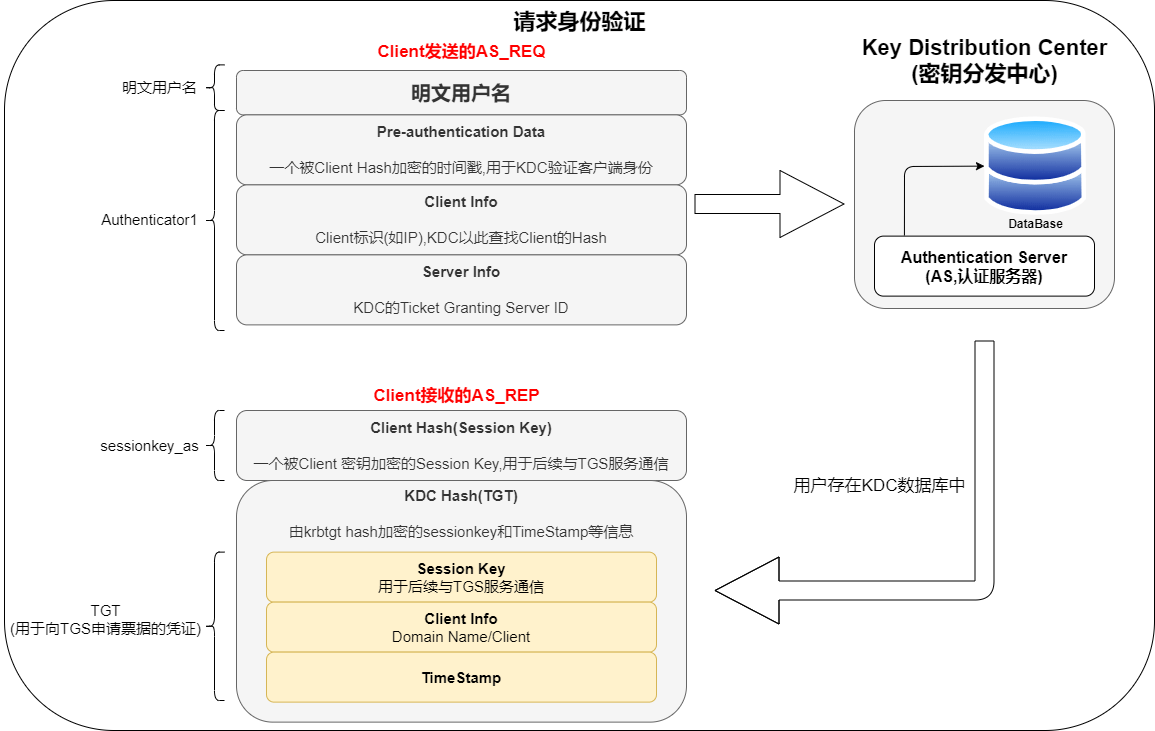 请求身份验证
Client发送的AS_REQ
明文用户名
明文用户名
Pre-authentication Data
一个被Client Hash加密的时间戳,用于KDC验证客户端身份
Authenticator1
Client Info
Client标识(如IP),KDC以此查找Client的Hash
Server Info
KDC的Ticket Granting Server ID
Key Distribution Center
(密钥分发中心)
DataBase
Authentication Server
(AS,认证服务器)
Client接收的AS_REP
sessionkey_as
Client Hash(Session Key)
一个被Client 密钥加密的Session Key,用于后续与TGS服务通信
KDC Hash(TGT)
由krbtgt hash加密的sessionkey和TimeStamp等信息
TGT
(用于向TGS申请票据的凭证)
Session Key
用于后续与TGS服务通信
Client Info
Domain Name/Client
TimeStamp
用户存在KDC数据库中